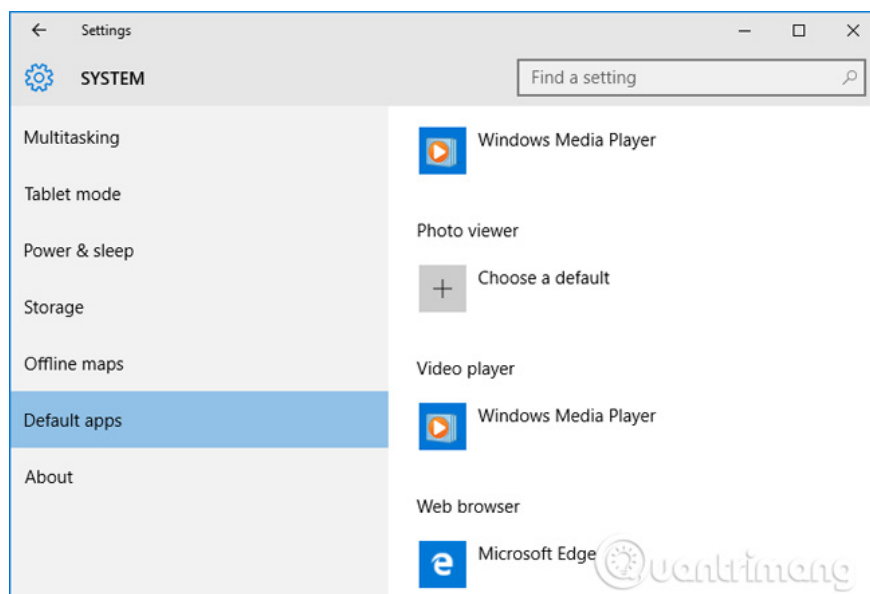 Settings
SYSTEM
Find a setting
Multitasking
Tablet mode
Power & sleep
Storage
Offline maps
Default apps
About
Windows Media Player
Photo viewer
Choose a default
Video player
Windows Media Player
Web browser
Microsoft Edge
Quantrimang